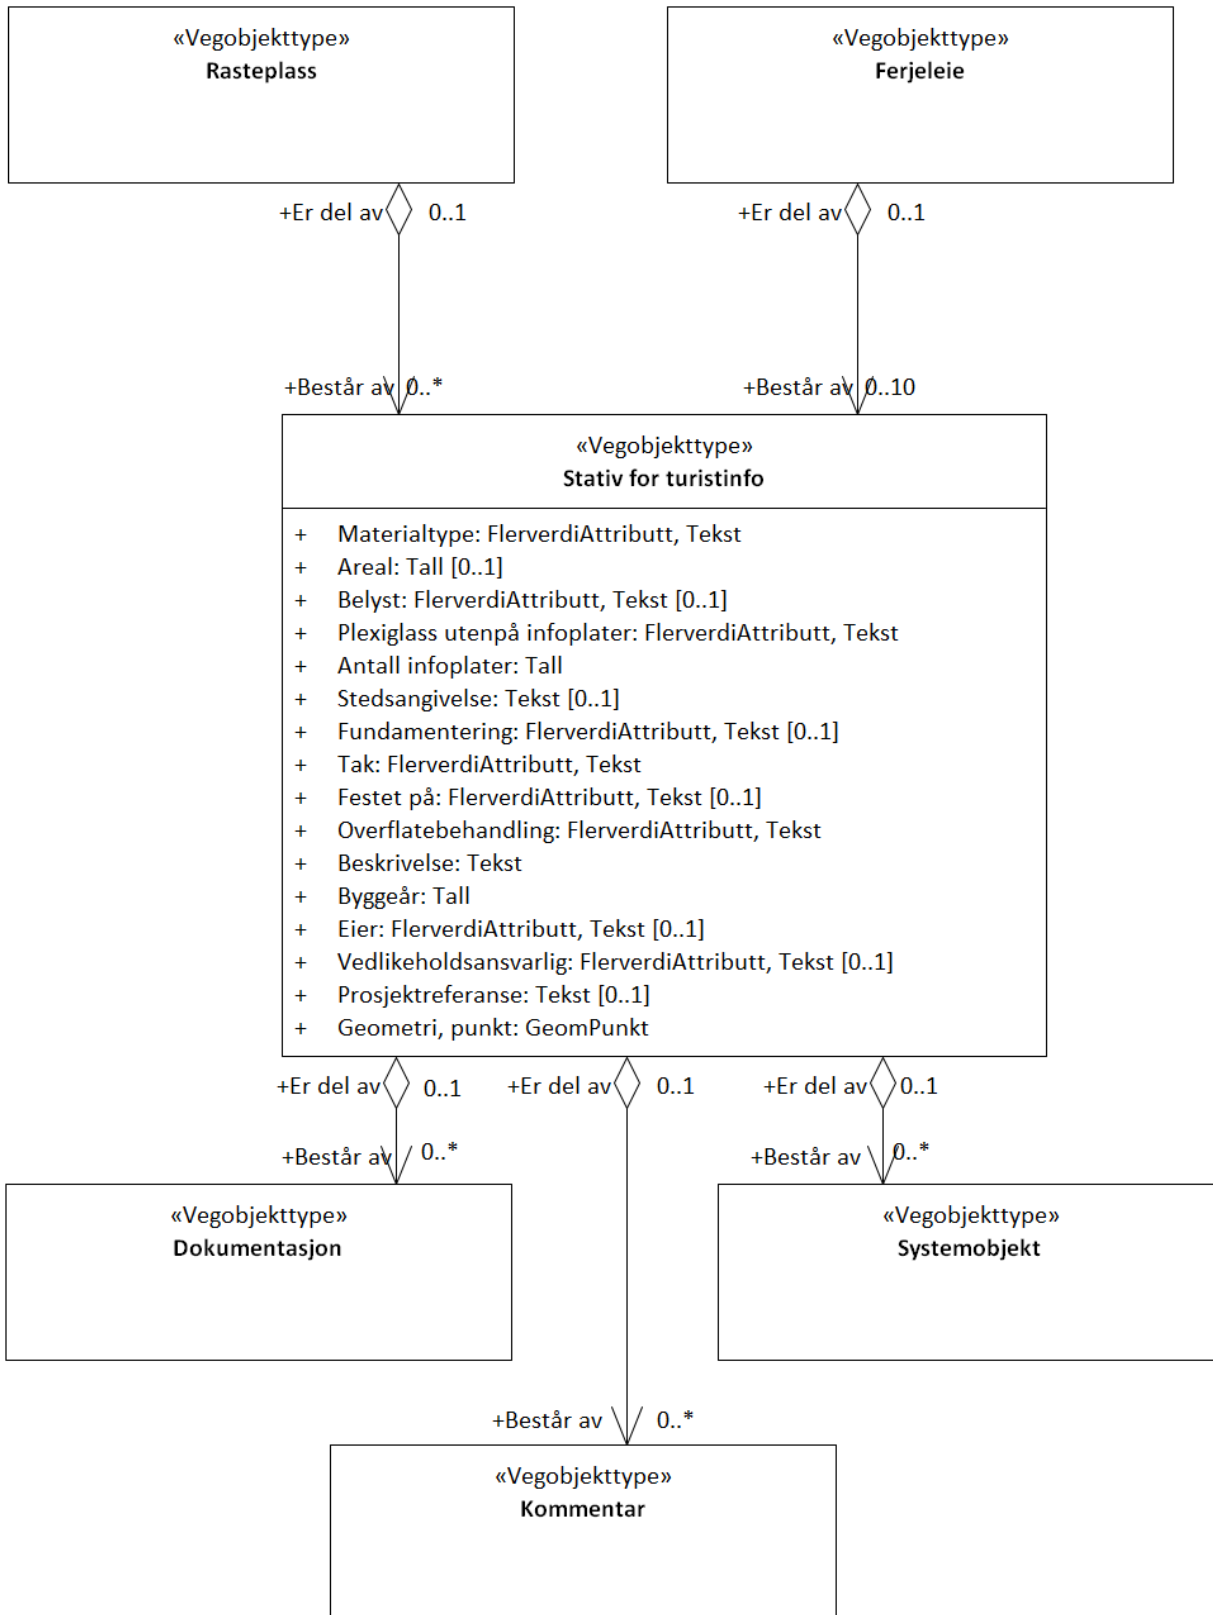 «Vegobjekttype»
Rasteplass
«Vegobjekttype»
Ferjeleie
+Er del av 0..1
+Er del av 0..1
+Består av 0..*
+Består av 0..10
«Vegobjekttype»
Stativ for turistinfo
+ Materialtype: FlerverdiAttributt, Tekst
+ Areal: Tall [0..1]
+ Belyst: FlerverdiAttributt, Tekst [0..1]
+ Plexiglass utenpå infoplater: FlerverdiAttributt, Tekst
+ Antall infoplater: Tall
+ Stedsangivelse: Tekst [0..1]
+ Fundamentering: FlerverdiAttributt, Tekst [0..1]
+ Tak: FlerverdiAttributt, Tekst
+ Festet på: FlerverdiAttributt, Tekst [0..1]
+ Overflatebehandling: FlerverdiAttributt, Tekst
+ Beskrivelse: Tekst
+ Byggeår: Tall
+ Eier: FlerverdiAttributt, Tekst [0..1]
+ Vedlikeholdsansvarlig: FlerverdiAttributt, Tekst [0..1]
+ Prosjektreferanse: Tekst [0..1]
+ Geometri, punkt: GeomPunkt
+Er del av 0..1
+Er del av 0..1
+Er del av 0..1
+Består av 0..*
+Består av 0..*
«Vegobjekttype»
Dokumentasjon
«Vegobjekttype»
Systemobjekt
+Består av 0..*
«Vegobjekttype»
Kommentar